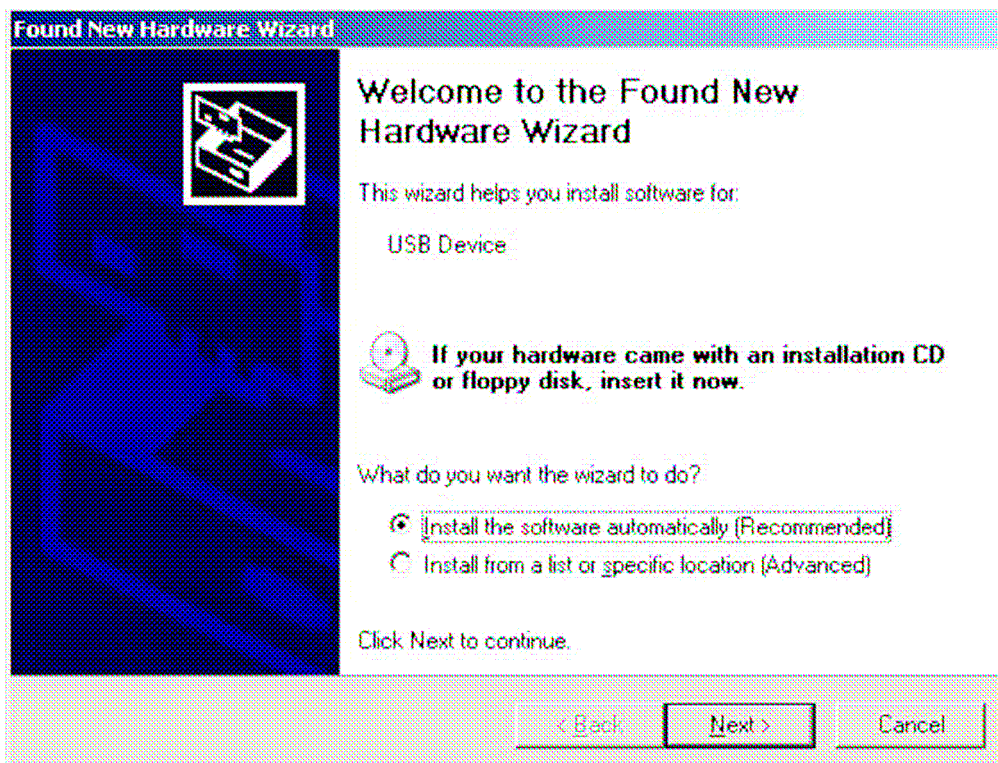 Found New Hardware Wizard
Welcome to the Found New
Hardware Wizard
This wizard helps you install software for:
USB Device
If your hardware came with an installation CD
or floppy disk, insert it now.
What do you want the wizard to do?
Install the software automatically (Recommended)
Install from a list or specific location (Advanced)
Click Next to continue.
< Back Next > Cancel